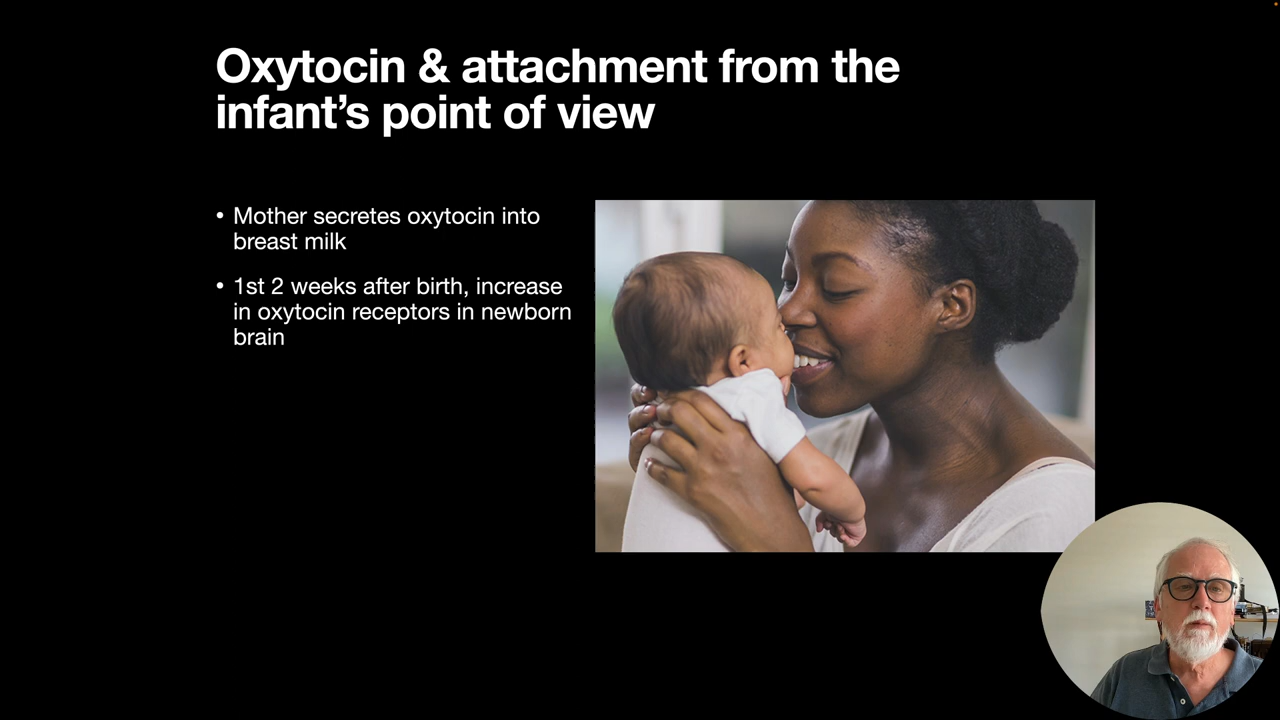 Oxytocin & attachment from the
infant’s point of view
• Mother secretes oxytocin into
breast milk
• 1st 2 weeks after birth, increase
in oxytocin receptors in newborn
brain